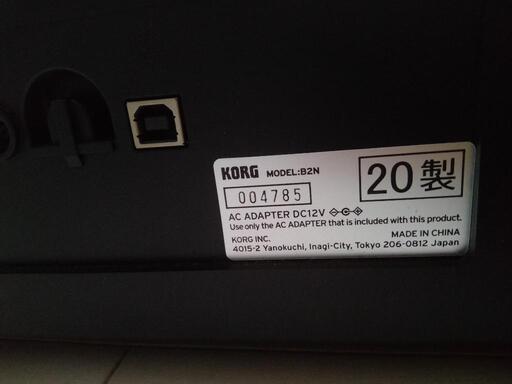 KORG MODEL:B2N
004785
20製
AC ADAPTER DC12V
Use only the AC ADAPTER that is included with this product.
KORG INC. MADE IN CHINA
4015-2 Yanokuchi, Inagi-City, Tokyo 206-0812 Japan